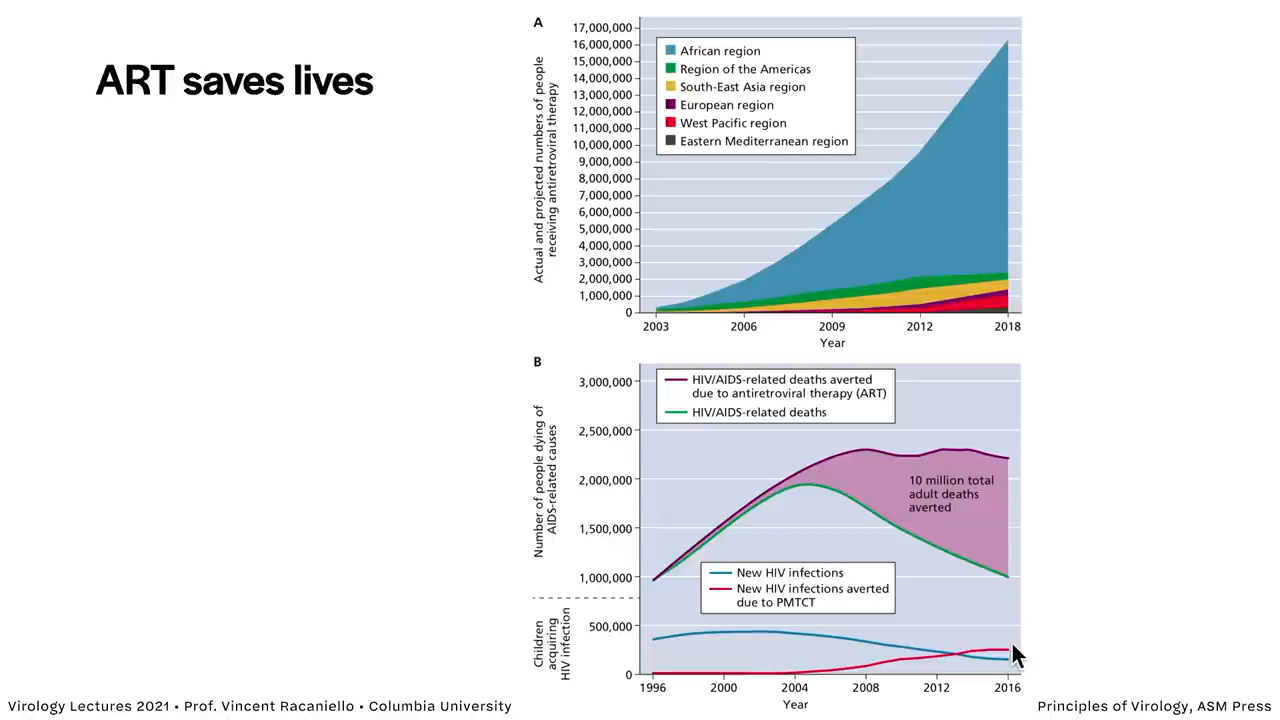 ART saves lives
A
Actual and projected numbers of people
receiving antiretroviral therapy
17,000,000
16,000,000
15,000,000
14,000,000
13,000,000
12,000,000
11,000,000
10,000,000
9,000,000
8,000,000
7,000,000
6,000,000
5,000,000
4,000,000
3,000,000
2,000,000
1,000,000
0
African region
Region of the Americas
South-East Asia region
European region
West Pacific region
Eastern Mediterranean region
2003 2006 2009 2012 2018
Year
B
Number of people dying of
AIDS-related causes
Children
acquiring
HIV infection
3,000,000
2,500,000
2,000,000
1,500,000
1,000,000
500,000
0
HIV/AIDS-related deaths averted
due to antiretroviral therapy (ART)
HIV/AIDS-related deaths
10 million total
adult deaths
averted
New HIV infections
New HIV infections averted
due to PMTCT
1996 2000 2004 2008 2012 2016
Year
Virology Lectures 2021 • Prof. Vincent Racaniello • Columbia University
Principles of Virology, ASM Press